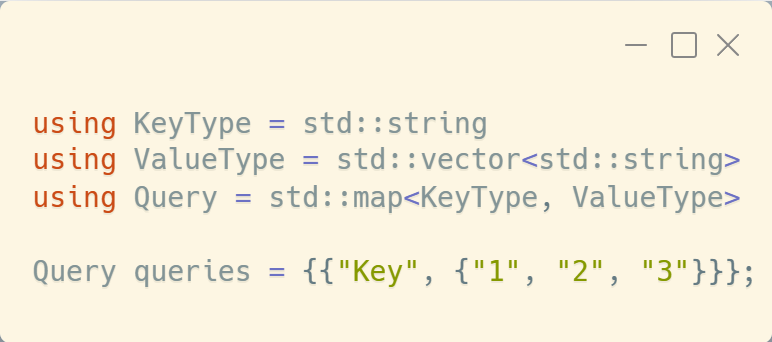 using KeyType = std::string
using ValueType = std::vector<std::string>
using Query = std::map<KeyType, ValueType>
Query queries = {{"Key", {"1", "2", "3"}}};